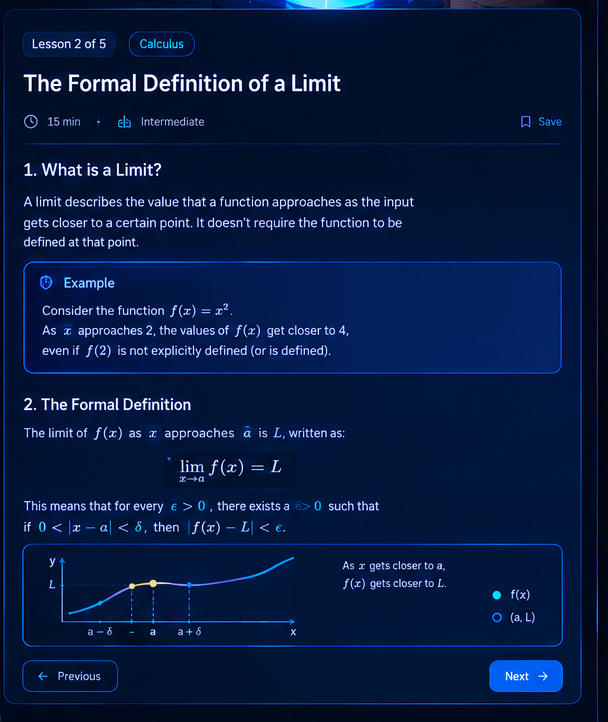 Lesson 2 of 5
Calculus
The Formal Definition of a Limit
15 min • Intermediate
Save
1. What is a Limit?
A limit describes the value that a function approaches as the input
gets closer to a certain point. It doesn't require the function to be
defined at that point.
Example
Consider the function f(x) = x².
As x approaches 2, the values of f(x) get closer to 4,
even if f(2) is not explicitly defined (or is defined).
2. The Formal Definition
The limit of f(x) as x approaches a is L, written as:
lim f(x) = L
x→a
This means that for every ϵ > 0 , there exists a > 0 such that
if 0 < |x − a| < δ, then |f(x) − L| < ϵ.
y
L
a − δ - a a + δ x
As x gets closer to a,
f(x) gets closer to L.
f(x)
(a, L)
← Previous
Next →